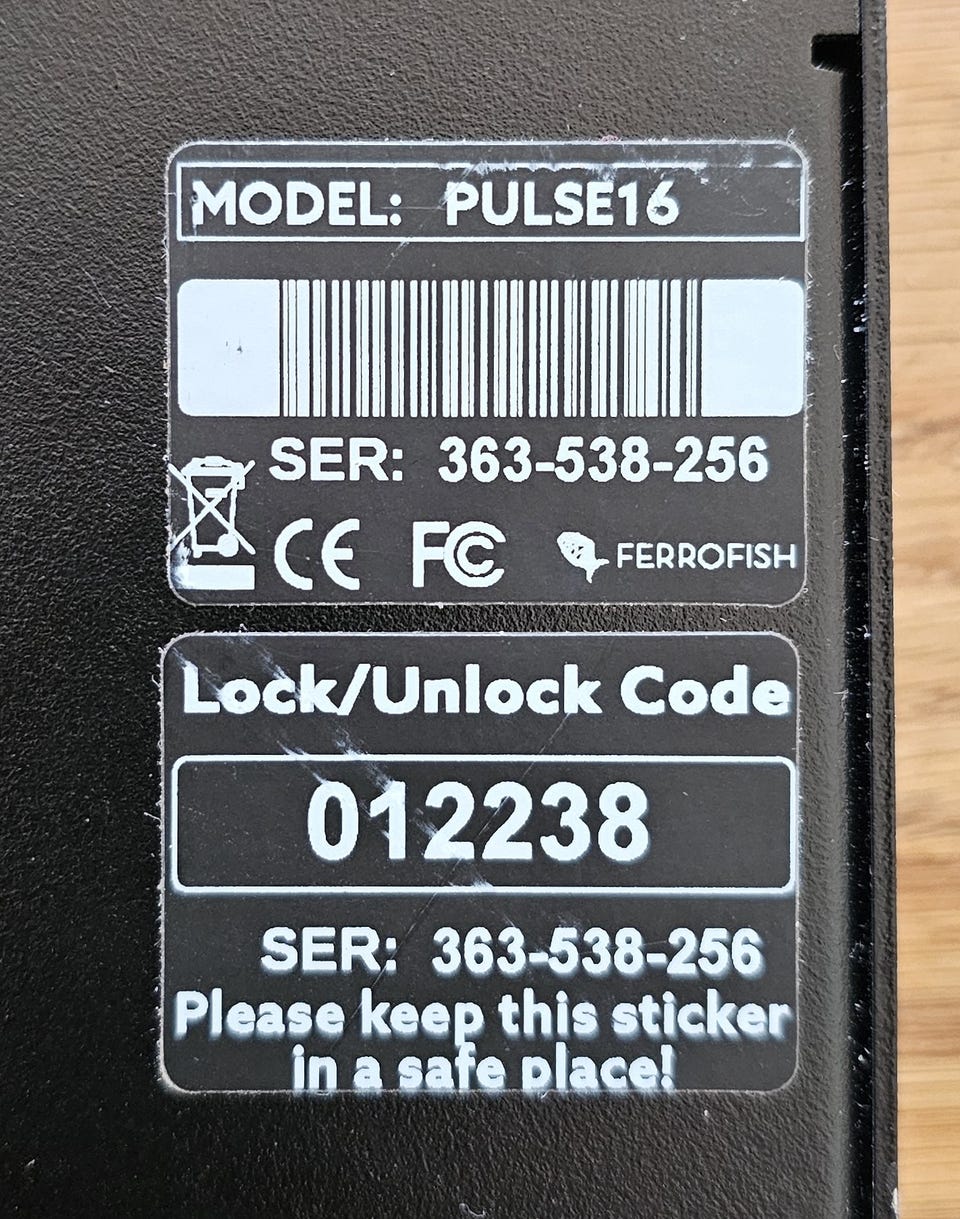 MODEL: PULSE16
SER: 363-538-256
CE FC FERROFISH
Lock/Unlock Code
012238
SER: 363-538-256
Please keep this sticker
in a safe place!